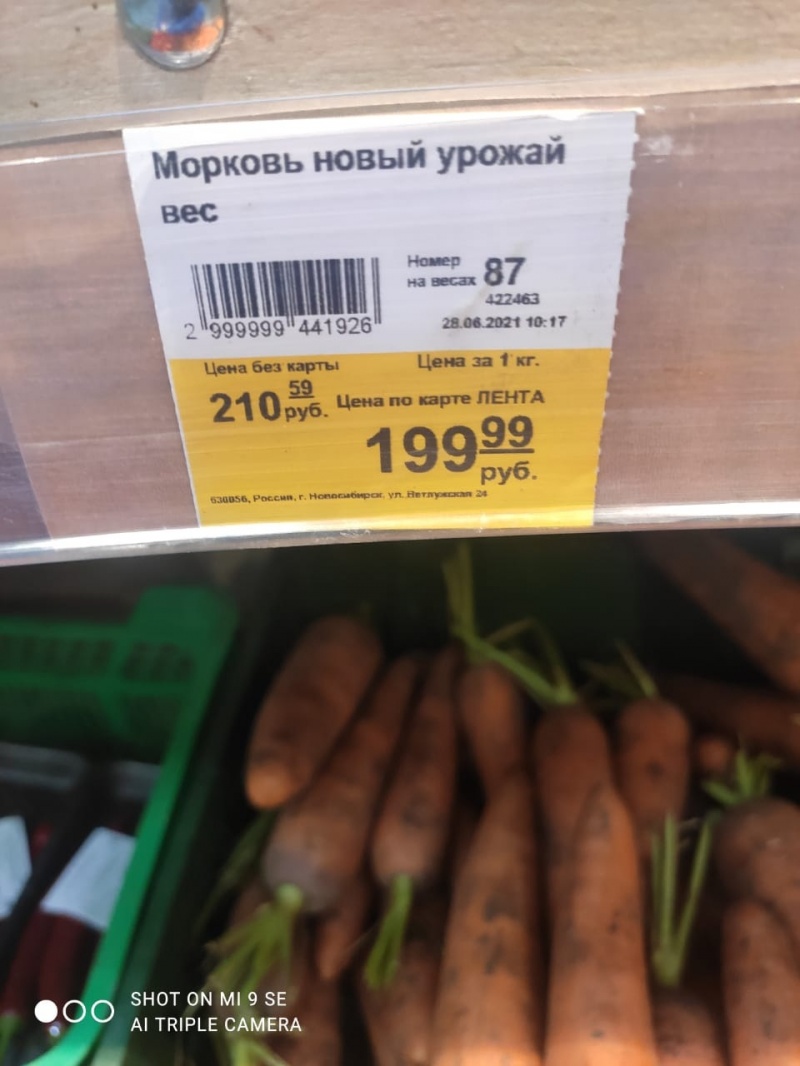 Морковь новый урожай
вес
Номер
на весах 87
422463
2 999999 441926
28.06.2021 10:17
Цена без карты
Цена за 1 кг.
210 59
руб.
Цена по карте ЛЕНТА
199 99
руб.
630056, Россия, г. Новосибирск, ул. Ветлужская 24
SHOT ON MI 9 SE
AI TRIPLE CAMERA